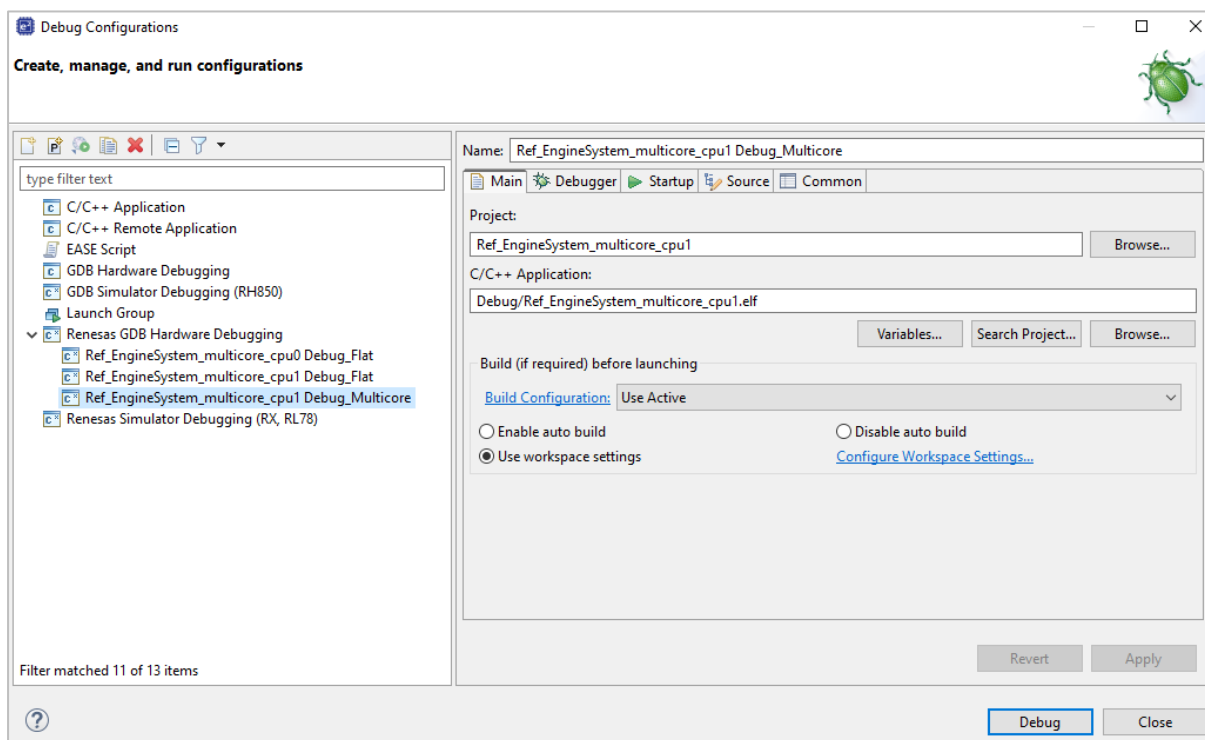 Debug Configurations
Create, manage, and run configurations
type filter text
C/C++ Application
C/C++ Remote Application
EASE Script
GDB Hardware Debugging
GDB Simulator Debugging (RH850)
Launch Group
Renesas GDB Hardware Debugging
Ref_EngineSystem_multicore_cpu0 Debug_Flat
Ref_EngineSystem_multicore_cpu1 Debug_Flat
Ref_EngineSystem_multicore_cpu1 Debug_Multicore
Renesas Simulator Debugging (RX, RL78)
Filter matched 11 of 13 items
Name: Ref_EngineSystem_multicore_cpu1 Debug_Multicore
Main Debugger Startup Source Common
Project:
Ref_EngineSystem_multicore_cpu1 Browse...
C/C++ Application:
Debug/Ref_EngineSystem_multicore_cpu1.elf
Variables... Search Project... Browse...
Build (if required) before launching
Build Configuration: Use Active
Enable auto build Disable auto build
Use workspace settings Configure Workspace Settings...
Revert Apply
? Debug Close